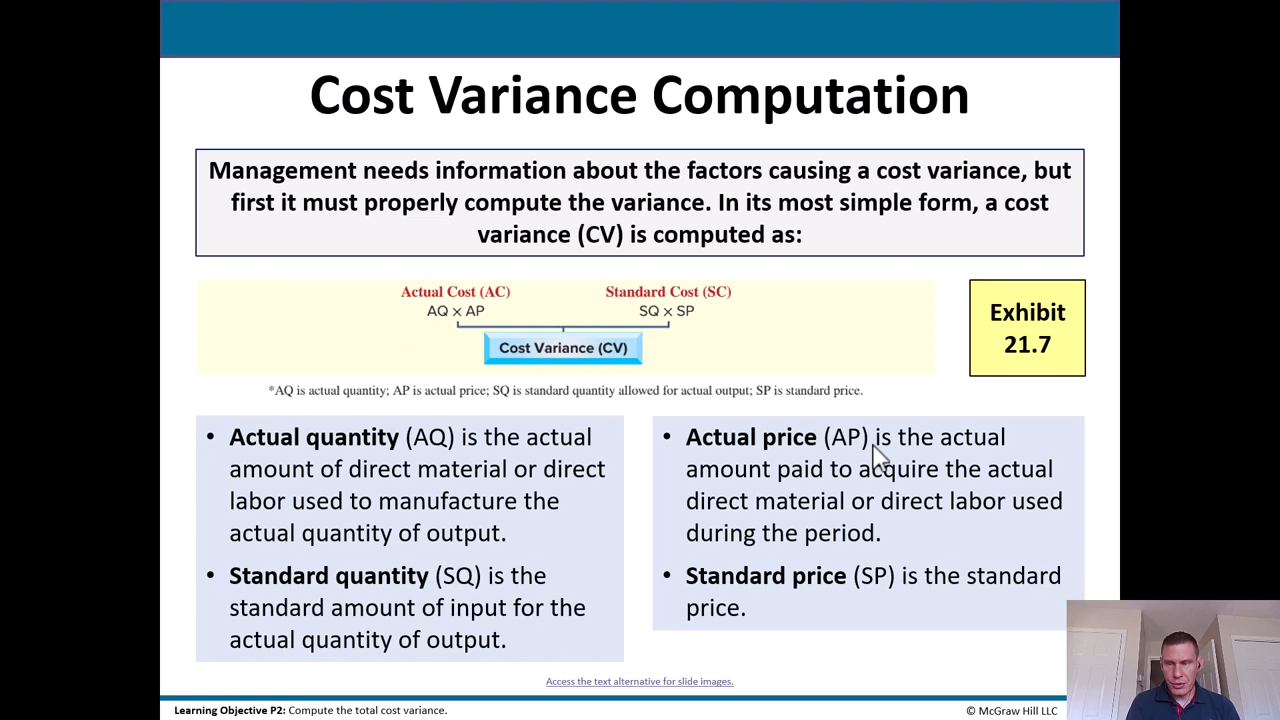 Cost Variance Computation
Management needs information about the factors causing a cost variance, but
first it must properly compute the variance. In its most simple form, a cost
variance (CV) is computed as:
Actual Cost (AC)
Standard Cost (SC)
AQ × AP
SQ × SP
Cost Variance (CV)
Exhibit
21.7
*AQ is actual quantity; AP is actual price; SQ is standard quantity allowed for actual output; SP is standard price.
• Actual quantity (AQ) is the actual
amount of direct material or direct
labor used to manufacture the
actual quantity of output.
• Standard quantity (SQ) is the
standard amount of input for the
actual quantity of output.
• Actual price (AP) is the actual
amount paid to acquire the actual
direct material or direct labor used
during the period.
• Standard price (SP) is the standard
price.
Access the text alternative for slide images.
Learning Objective P2: Compute the total cost variance.
© McGraw Hill LLC